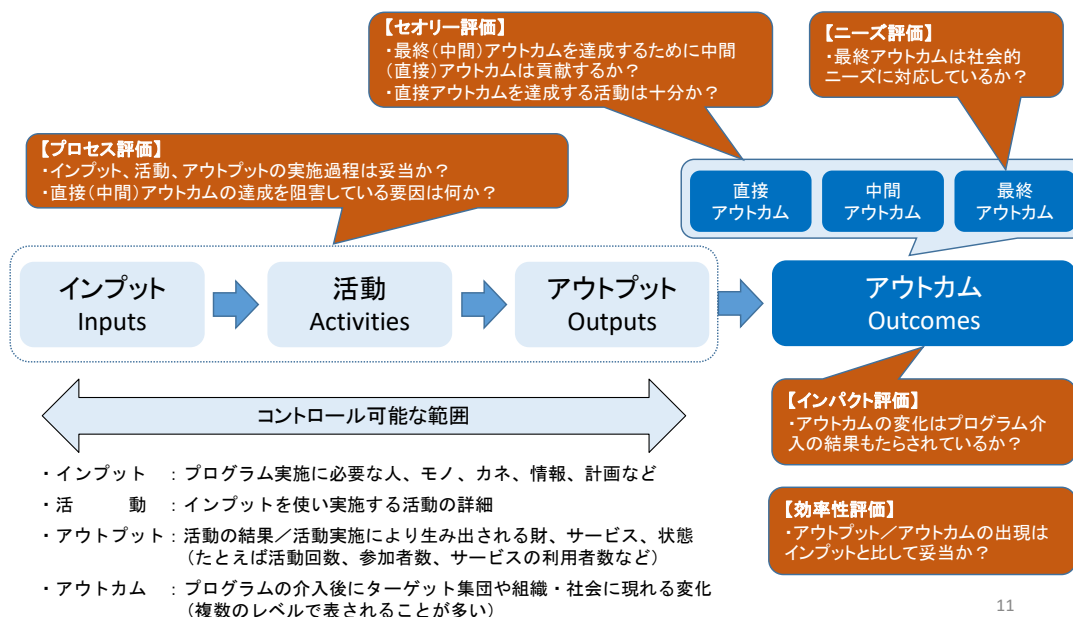 【セオリー評価】
・最終(中間)アウトカムを達成するために中間
(直接)アウトカムは貢献するか？
・直接アウトカムを達成する活動は十分か？
【ニーズ評価】
・最終アウトカムは社会的
ニーズに対応しているか？
【プロセス評価】
・インプット、活動、アウトプットの実施過程は妥当か？
・直接(中間)アウトカムの達成を阻害している要因は何か？
直接
アウトカム
中間
アウトカム
最終
アウトカム
インプット
Inputs
活動
Activities
アウトプット
Outputs
アウトカム
Outcomes
コントロール可能な範囲
【インパクト評価】
・アウトカムの変化はプログラム介
入の結果もたらされているか？
・インプット　：プログラム実施に必要な人、モノ、カネ、情報、計画など
・活　　動　：インプットを使い実施する活動の詳細
・アウトプット：活動の結果／活動実施により生み出される財、サービス、状態
（たとえば活動回数、参加者数、サービスの利用者数など）
・アウトカム　：プログラムの介入後にターゲット集団や組織・社会に現れる変化
（複数のレベルで表されることが多い）
【効率性評価】
・アウトプット／アウトカムの出現は
インプットと比して妥当か？
11